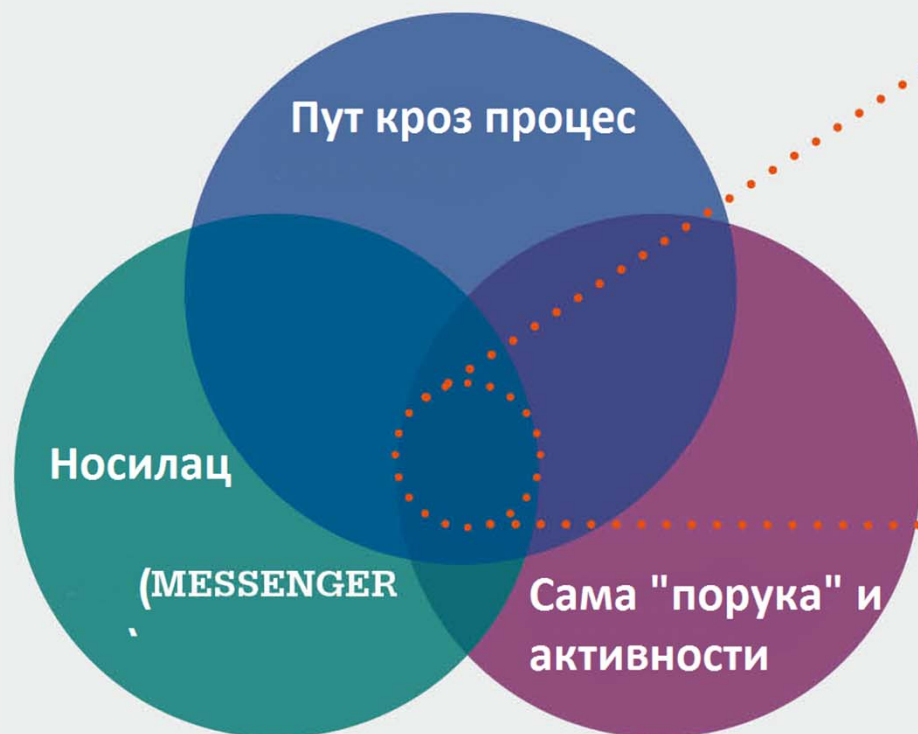 Пут кроз процес
Носилац
(MESSENGER
Сама "порука" и
активности